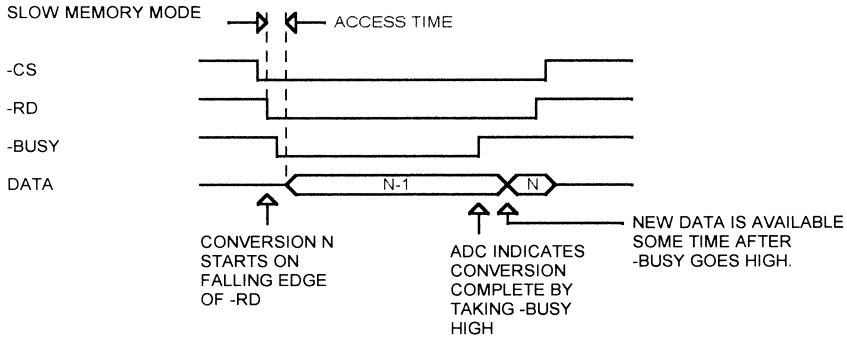 SLOW MEMORY MODE
ACCESS TIME
-CS
-RD
-BUSY
DATA
N-1
N
CONVERSION N
STARTS ON
FALLING EDGE
OF -RD
ADC INDICATES
CONVERSION
COMPLETE BY
TAKING -BUSY
HIGH
NEW DATA IS AVAILABLE
SOME TIME AFTER
-BUSY GOES HIGH.